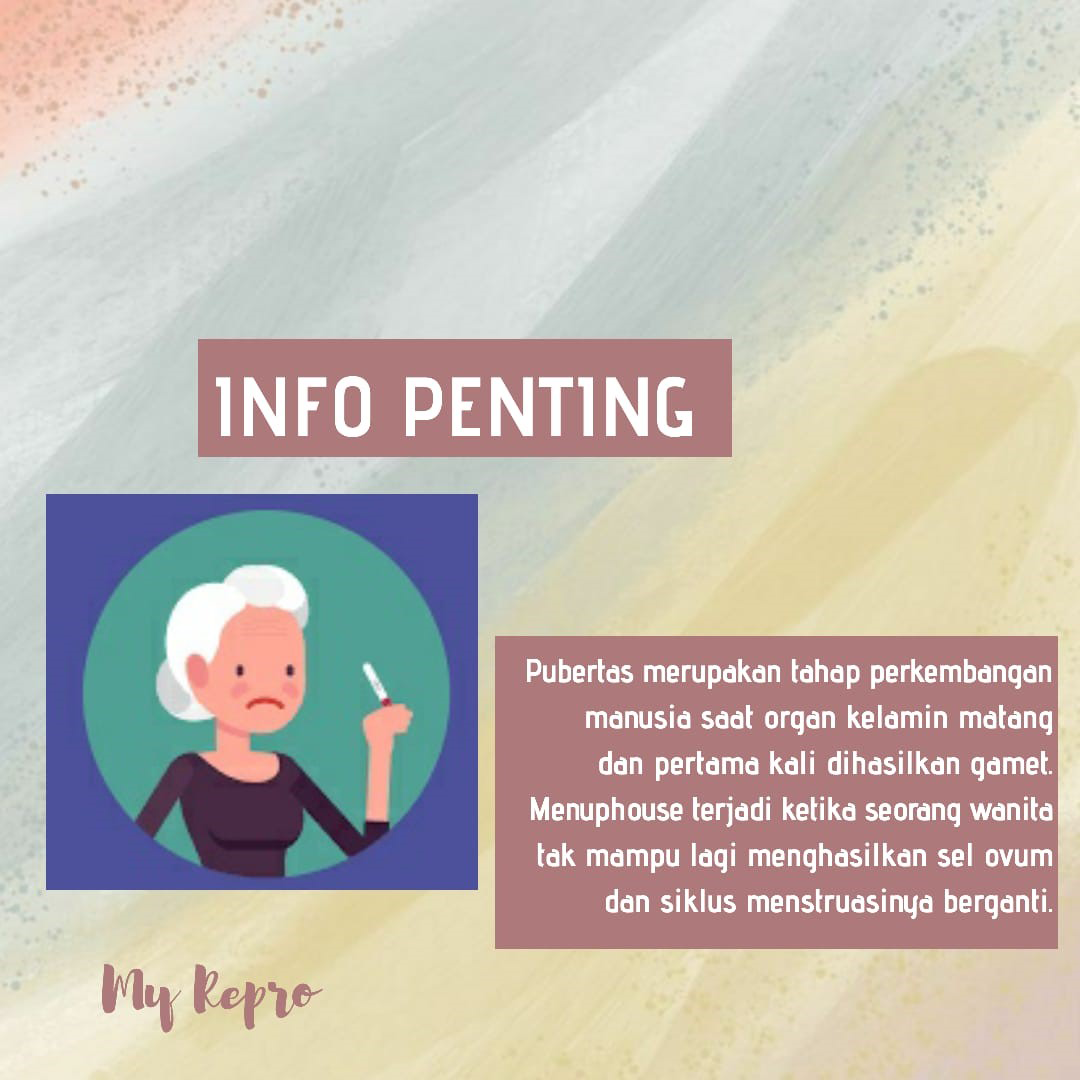 INFO PENTING
Pubertas merupakan tahap perkembangan
manusia saat organ kelamin matang
dan pertama kali dihasilkan gamet.
Menuphouse terjadi ketika seorang wanita
tak mampu lagi menghasilkan sel ovum
dan siklus menstruasinya berganti.
My Repro